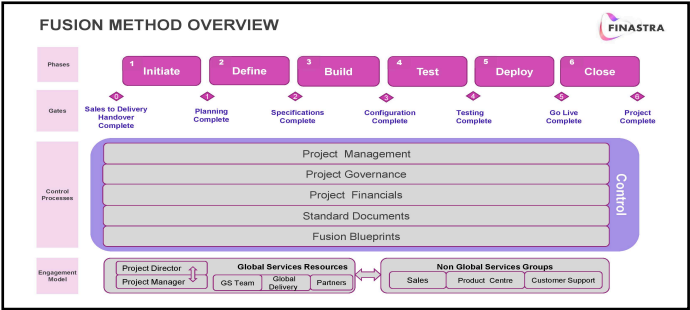 FUSION METHOD OVERVIEW
FINASTRA
Phases
1 Initiate
2 Define
3 Build
4 Test
5 Deploy
6 Close
Gates
0
1
2
3
4
5
6
Sales to Delivery
Handover
Complete
Planning
Complete
Specifications
Complete
Configuration
Complete
Testing
Complete
Go Live
Complete
Project
Complete
Control
Processes
Project Management
Project Governance
Project Financials
Standard Documents
Fusion Blueprints
Control
Engagement
Model
Project Director
Project Manager
Global Services Resources
GS Team
Global
Delivery
Partners
Non Global Services Groups
Sales
Product Centre
Customer Support